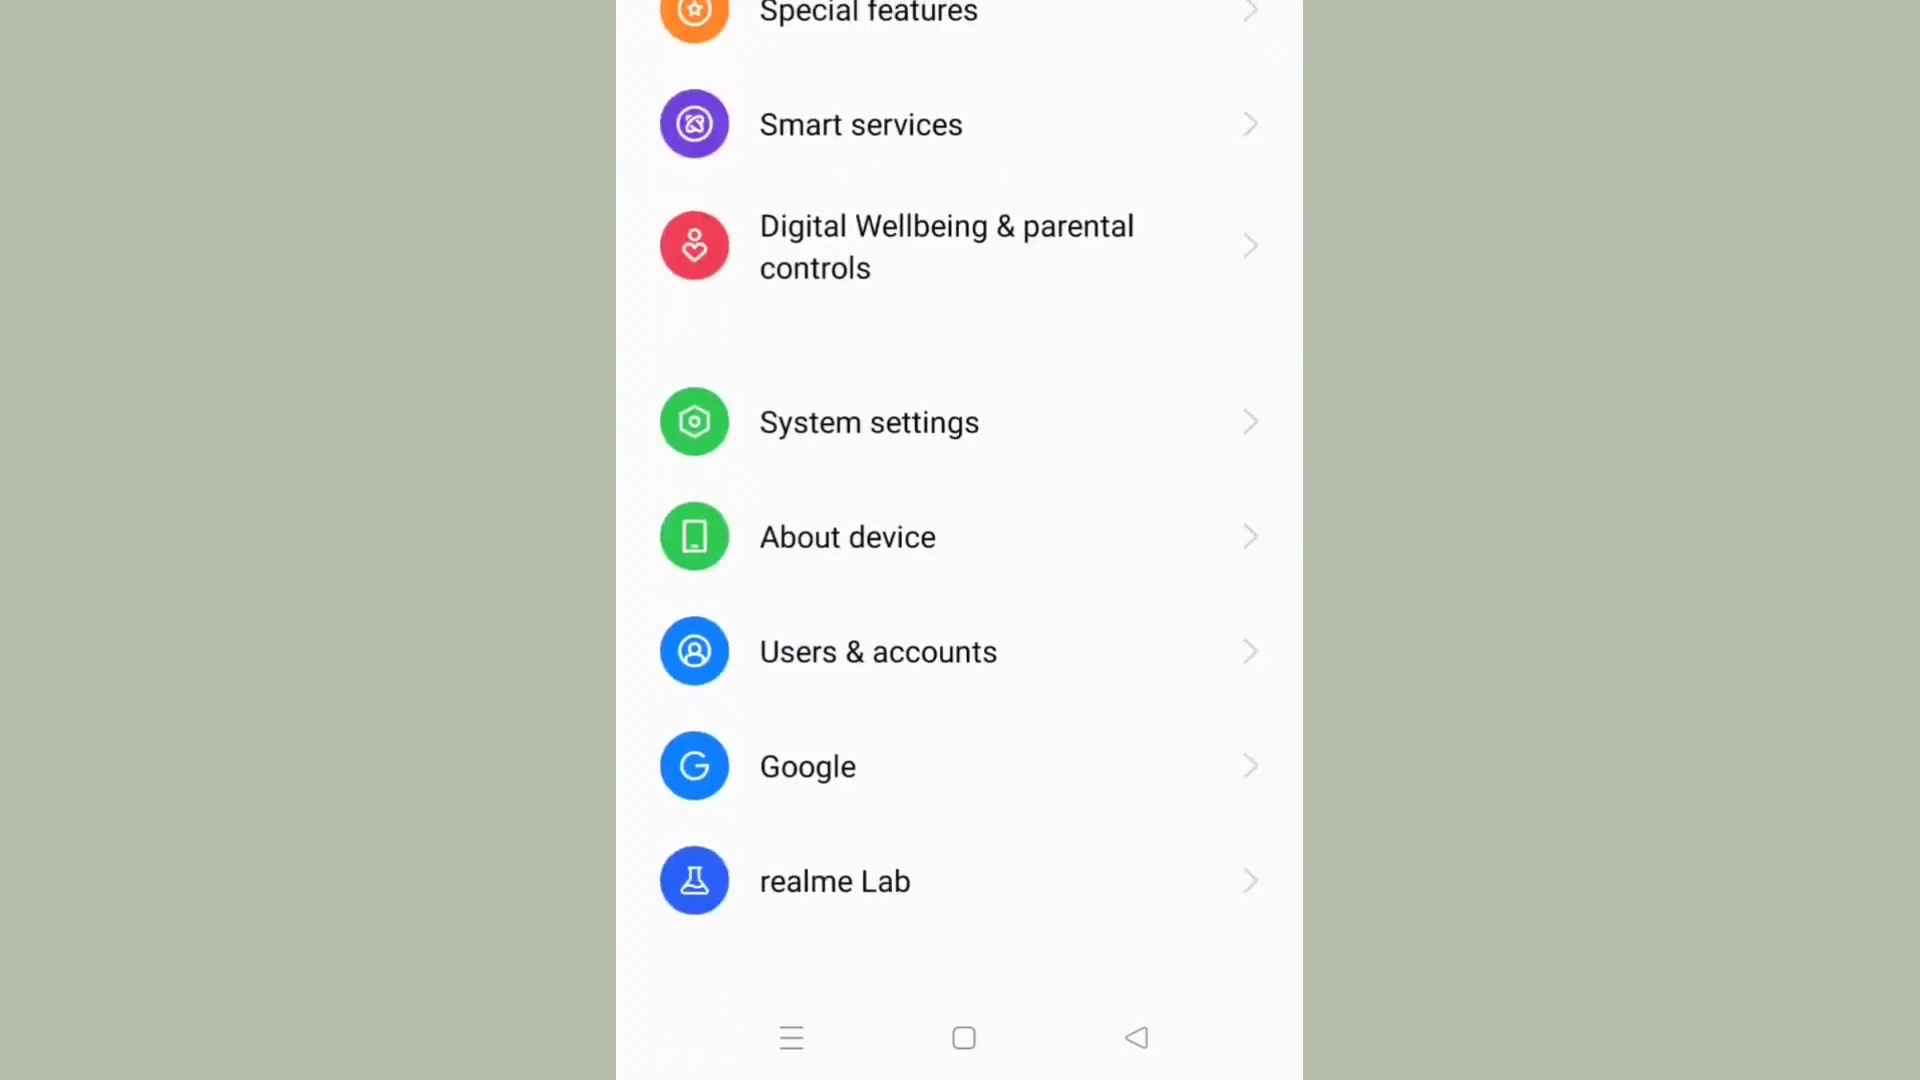 Special features
Smart services
Digital Wellbeing & parental
controls
System settings
About device
Users & accounts
Google
realme Lab